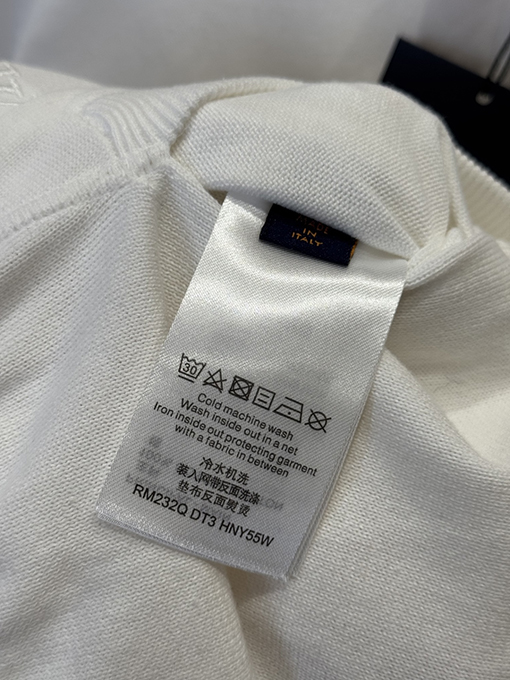 IN
ITALY
30
Cold machine wash
Wash inside out in a net
Iron inside out protecting garment
with a fabric in between
冷水机洗
装入网带反面洗涤
垫布反面熨烫
RM232Q DT3 HNY55W